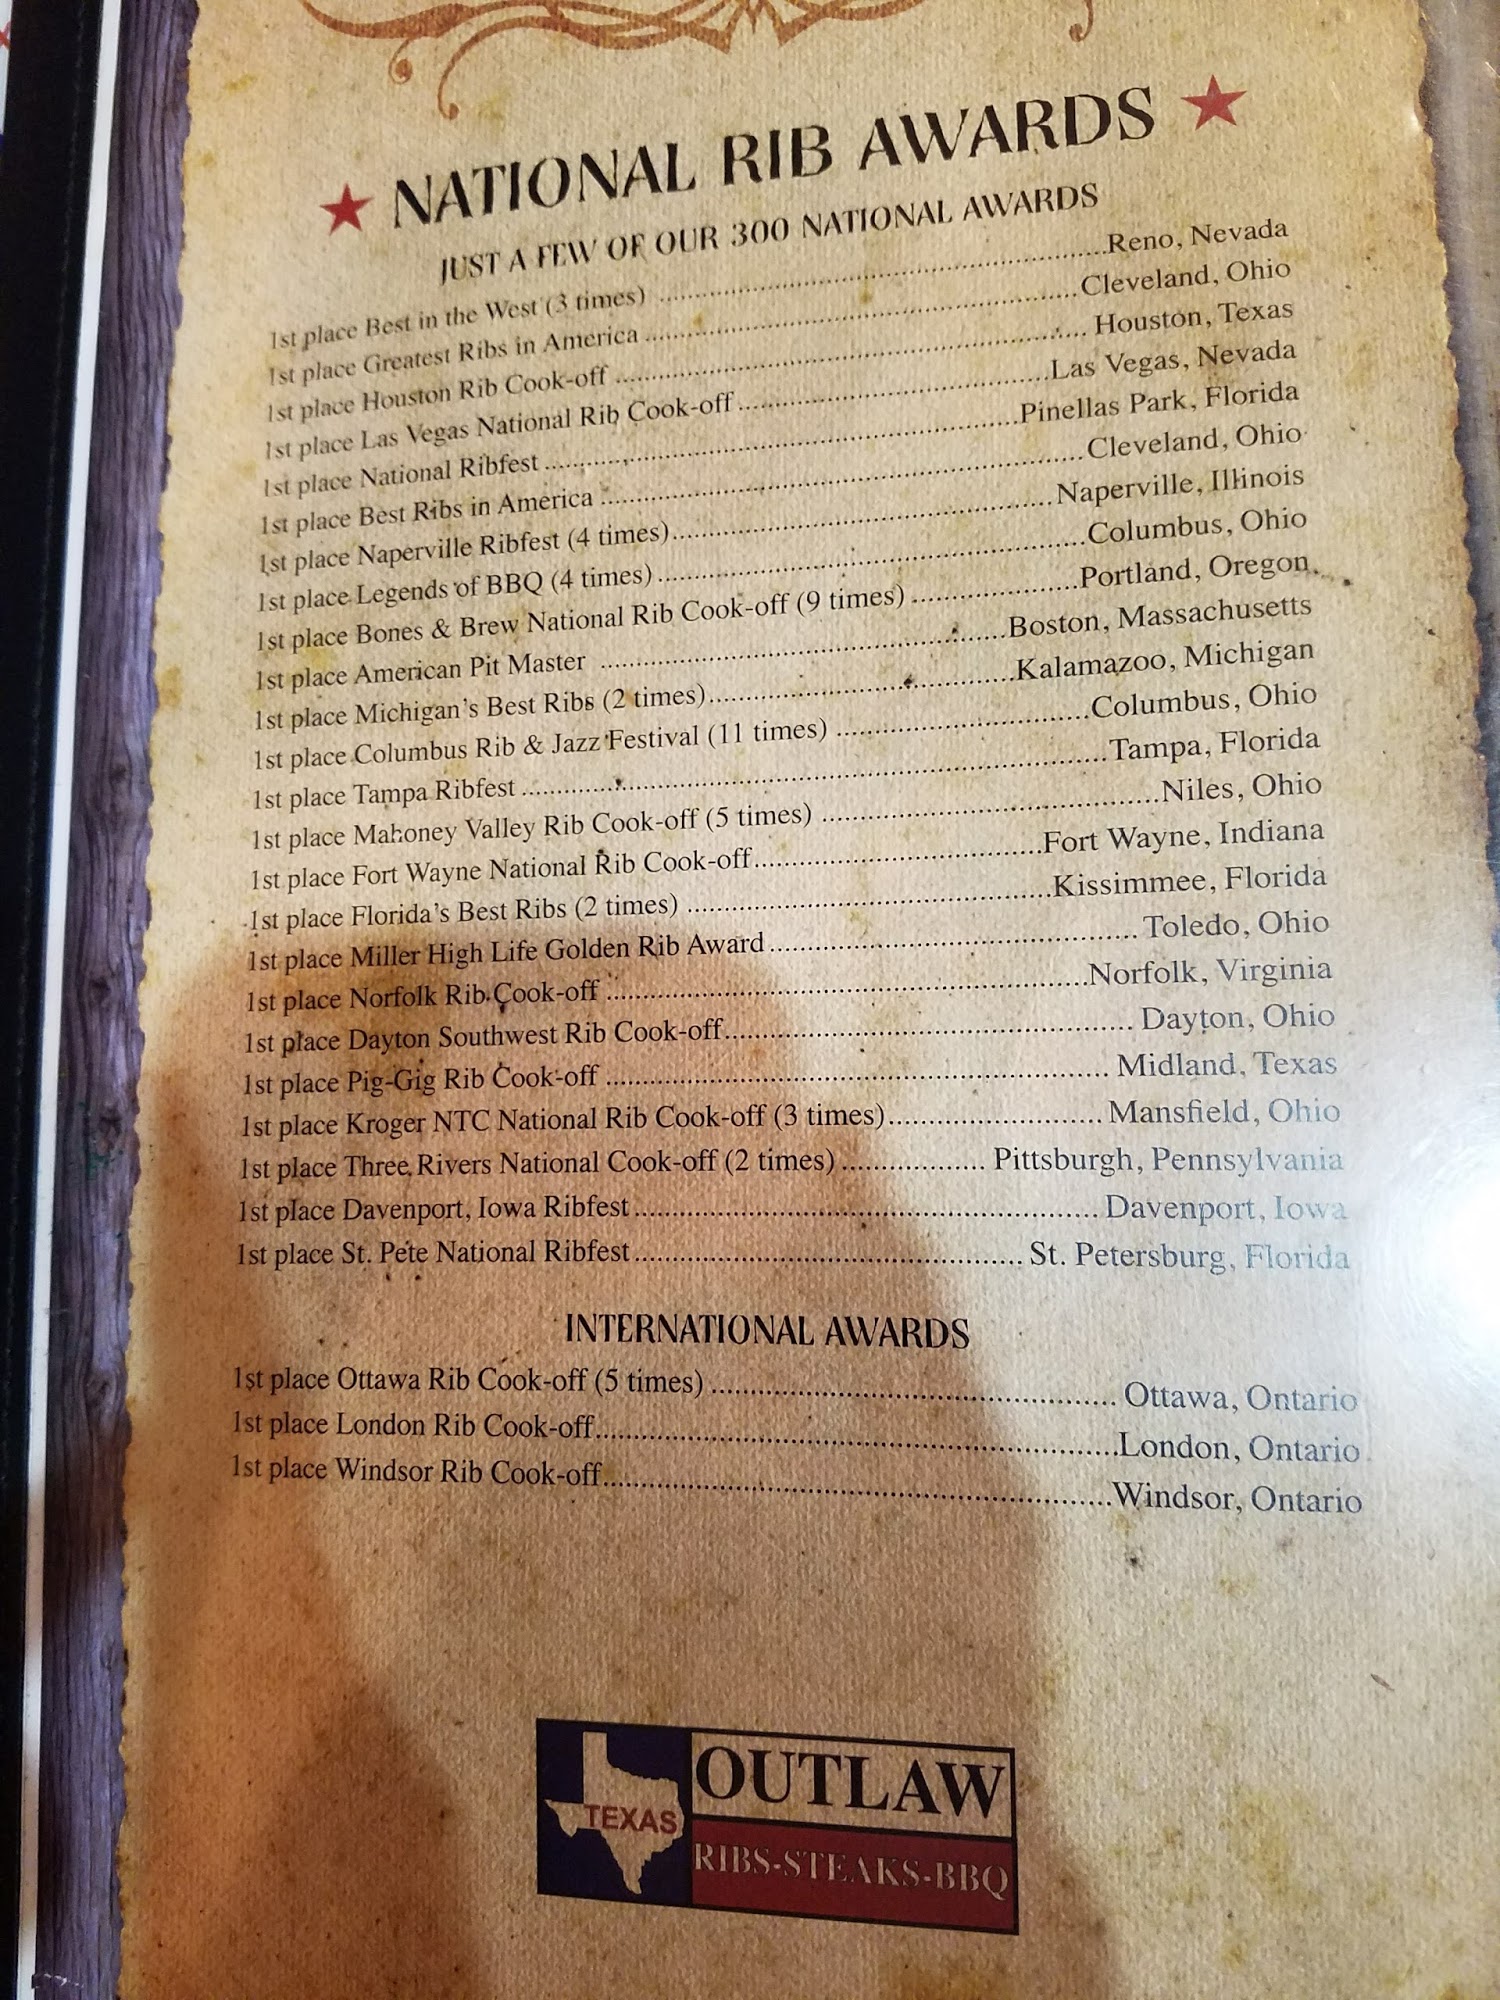 NATIONAL RIB AWARDS
JUST A FEW OF OUR 300 NATIONAL AWARDS
1st place Best in the West (3 times) ........ Reno, Nevada
1st place Greatest Ribs in America ........ Cleveland, Ohio
1st place Houston Rib Cook-off ........ Houston, Texas
1st place Las Vegas National Rib Cook-off ........ Las Vegas, Nevada
1st place National Ribfest ........ Pinellas Park, Florida
1st place Best Ribs in America ........ Cleveland, Ohio
1st place Naperville Ribfest (4 times) ........ Naperville, Illinois
1st place Legends of BBQ (4 times) ........ Columbus, Ohio
1st place Bones & Brew National Rib Cook-off (9 times) ........ Portland, Oregon
1st place American Pit Master ........ Boston, Massachusetts
1st place Michigan's Best Ribs (2 times) ........ Kalamazoo, Michigan
1st place Columbus Rib & Jazz Festival (11 times) ........ Columbus, Ohio
1st place Tampa Ribfest ........ Tampa, Florida
1st place Mahoney Valley Rib Cook-off (5 times) ........ Niles, Ohio
1st place Fort Wayne National Rib Cook-off ........ Fort Wayne, Indiana
1st place Florida's Best Ribs (2 times) ........ Kissimmee, Florida
1st place Miller High Life Golden Rib Award ........ Toledo, Ohio
1st place Norfolk Rib Cook-off ........ Norfolk, Virginia
1st place Dayton Southwest Rib Cook-off ........ Dayton, Ohio
1st place Pig-Gig Rib Cook-off ........ Midland, Texas
1st place Kroger NTC National Rib Cook-off (3 times) ........ Mansfield, Ohio
1st place Three Rivers National Cook-off (2 times) ........ Pittsburgh, Pennsylvania
1st place Davenport, Iowa Ribfest ........ Davenport, Iowa
1st place St. Pete National Ribfest ........ St. Petersburg, Florida
INTERNATIONAL AWARDS
1st place Ottawa Rib Cook-off (5 times) ........ Ottawa, Ontario
1st place London Rib Cook-off ........ London, Ontario
1st place Windsor Rib Cook-off ........ Windsor, Ontario
TEXAS
OUTLAW
RIBS-STEAKS-BBQ